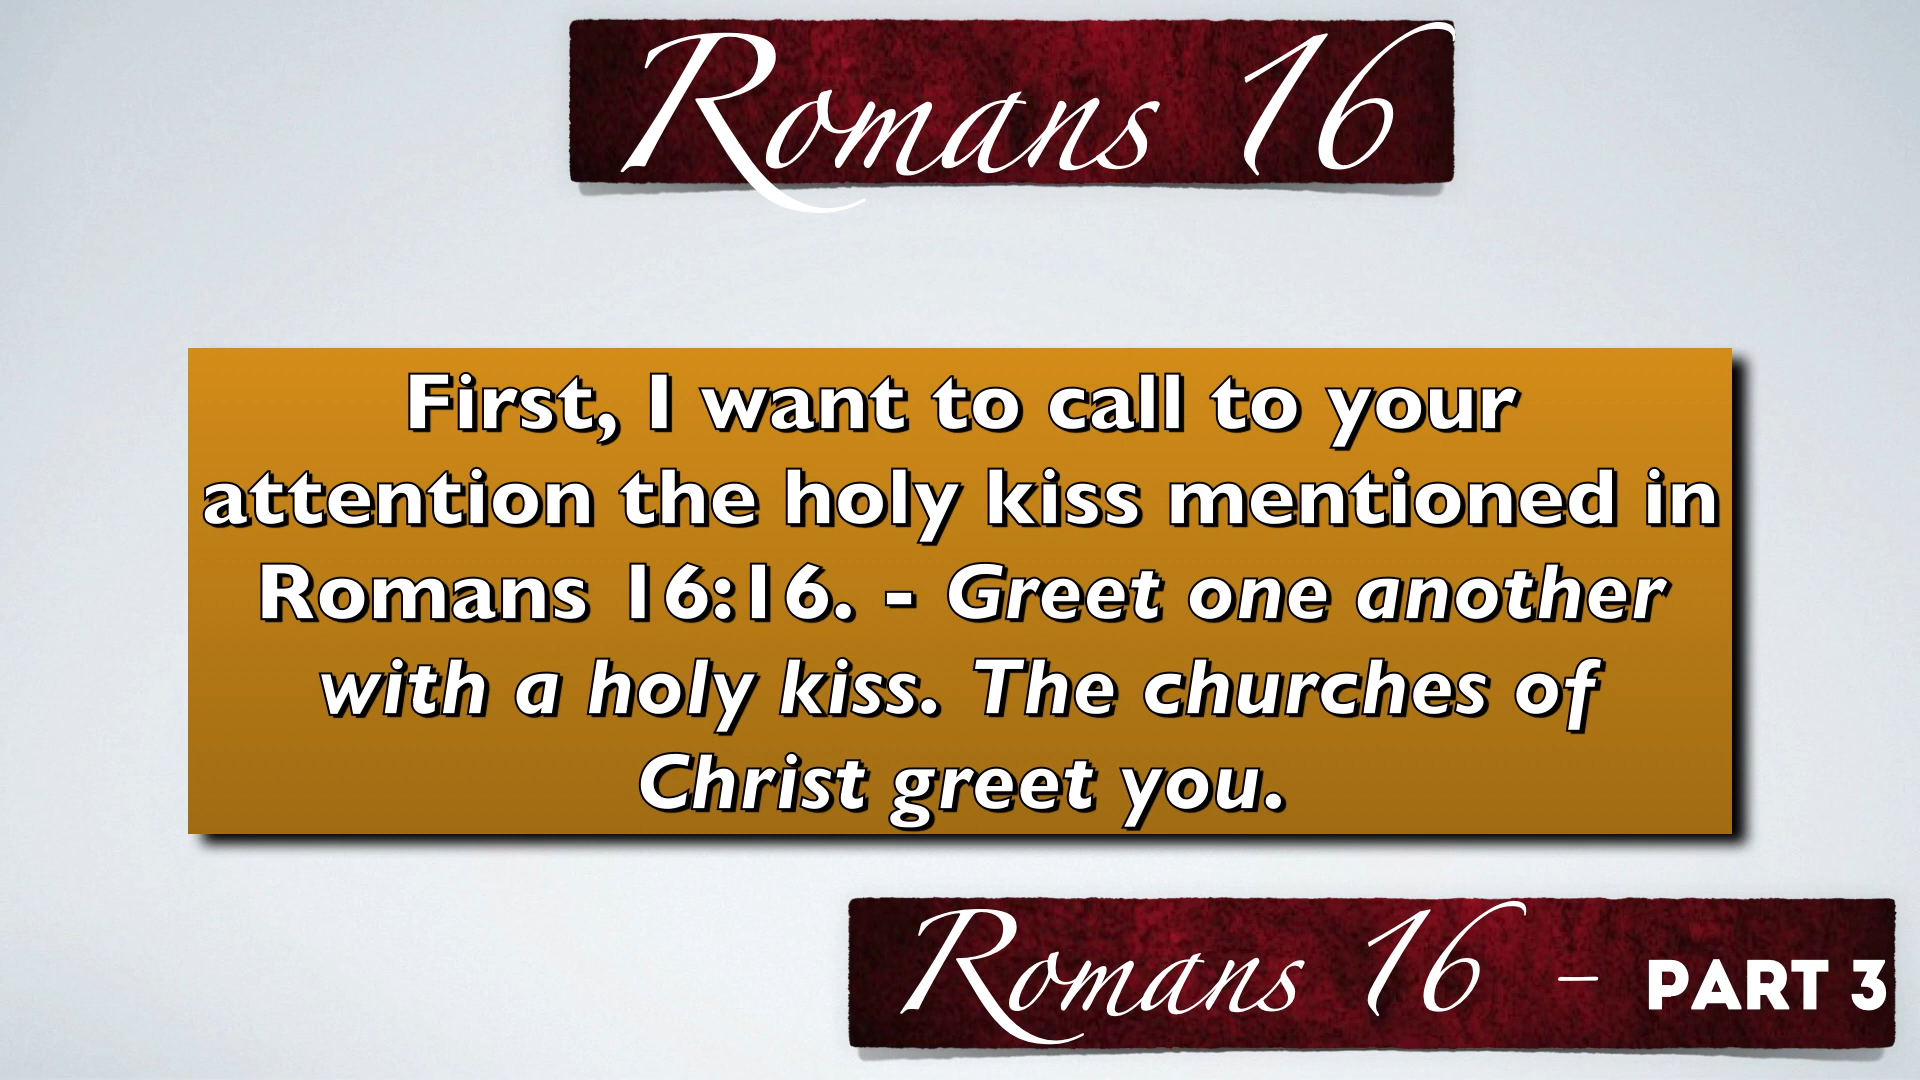 Romans 16
First, I want to call to your
attention the holy kiss mentioned in
Romans 16:16. - Greet one another
with a holy kiss. The churches of
Christ greet you.
Romans 16 – PART 3